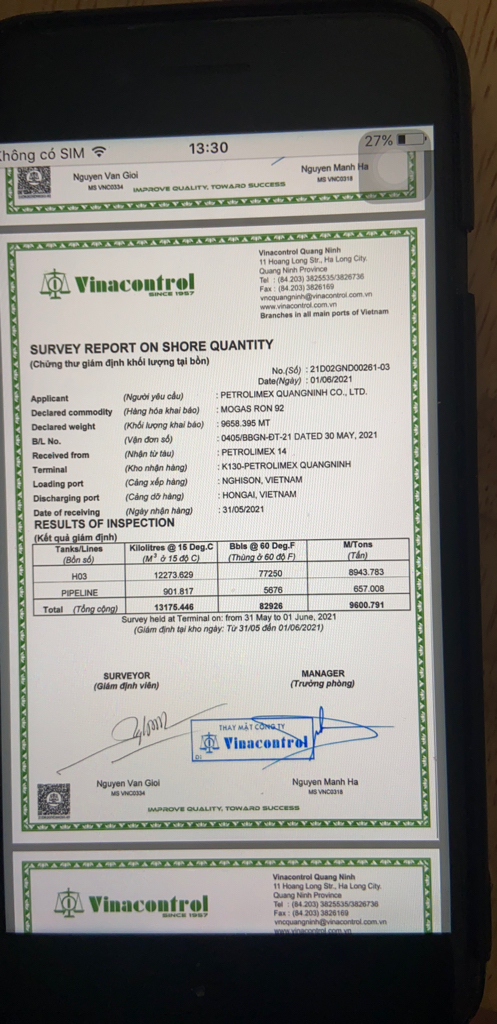 Không có SIM 13:30 27%
Nguyen Van Gioi Nguyen Manh Ha
MS VNC0334 MS VNC0318
IMPROVE QUALITY, TOWARD SUCCESS
Vinacontrol
SINCE 1957
Vinacontrol Quang Ninh
11 Hoang Long Str., Ha Long City.
Quang Ninh Province
Tel : (84.203) 3825535/3826736
Fax : (84.203) 3826169
vncquangninh@vinacontrol.com.vn
www.vinacontrol.com.vn
Branches in all main ports of Vietnam
SURVEY REPORT ON SHORE QUANTITY
(Chứng thư giám định khối lượng tại bồn)
No.(Số) : 21D02GND00261-03
Date(Ngày) : 01/06/2021
Applicant (Người yêu cầu) : PETROLIMEX QUANGNINH CO., LTD.
Declared commodity (Hàng hóa khai báo) : MOGAS RON 92
Declared weight (Khối lượng khai báo) : 9658.395 MT
B/L No. (Vận đơn số) : 0405/BBGN-ĐT-21 DATED 30 MAY, 2021
Received from (Nhận từ tàu) : PETROLIMEX 14
Terminal (Kho nhận hàng) : K130-PETROLIMEX QUANGNINH
Loading port (Cảng xếp hàng) : NGHISON, VIETNAM
Discharging port (Cảng dỡ hàng) : HONGAI, VIETNAM
Date of receiving (Ngày nhận hàng) : 31/05/2021
RESULTS OF INSPECTION
(Kết quả giám định)
Tanks/Lines Kilolitres @ 15 Deg.C Bbls @ 60 Deg.F M/Tons
(Bồn số) (M³ ở 15 độ C) (Thùng ở 60 độ F) (Tấn)
H03 12273.629 77250 8943.783
PIPELINE 901.817 5676 657.008
Total (Tổng cộng) 13175.446 82926 9600.791
Survey held at Terminal on: from 31 May to 01 June, 2021
(Giám định tại kho ngày: Từ 31/05 đến 01/06/2021)
SURVEYOR MANAGER
(Giám định viên) (Trưởng phòng)
THAY MẶT CÔNG TY
Vinacontrol
Nguyen Van Gioi Nguyen Manh Ha
MS VNC0334 MS VNC0318
IMPROVE QUALITY, TOWARD SUCCESS
Vinacontrol
SINCE 1957
Vinacontrol Quang Ninh
11 Hoang Long Str., Ha Long City.
Quang Ninh Province
Tel : (84.203) 3825535/3826736
Fax : (84.203) 3826169
vncquangninh@vinacontrol.com.vn
www.vinacontrol.com.vn